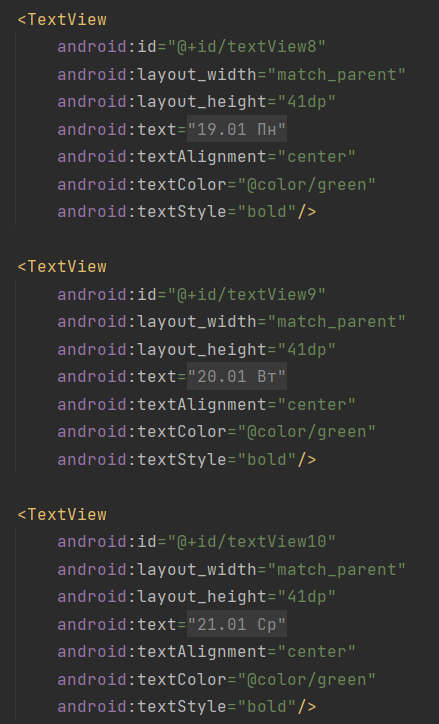 <TextView
android:id="@+id/textView8"
android:layout_width="match_parent"
android:layout_height="41dp"
android:text="19.01 Пн"
android:textAlignment="center"
android:textColor="@color/green"
android:textStyle="bold"/>
<TextView
android:id="@+id/textView9"
android:layout_width="match_parent"
android:layout_height="41dp"
android:text="20.01 Вт"
android:textAlignment="center"
android:textColor="@color/green"
android:textStyle="bold"/>
<TextView
android:id="@+id/textView10"
android:layout_width="match_parent"
android:layout_height="41dp"
android:text="21.01 Ср"
android:textAlignment="center"
android:textColor="@color/green"
android:textStyle="bold"/>